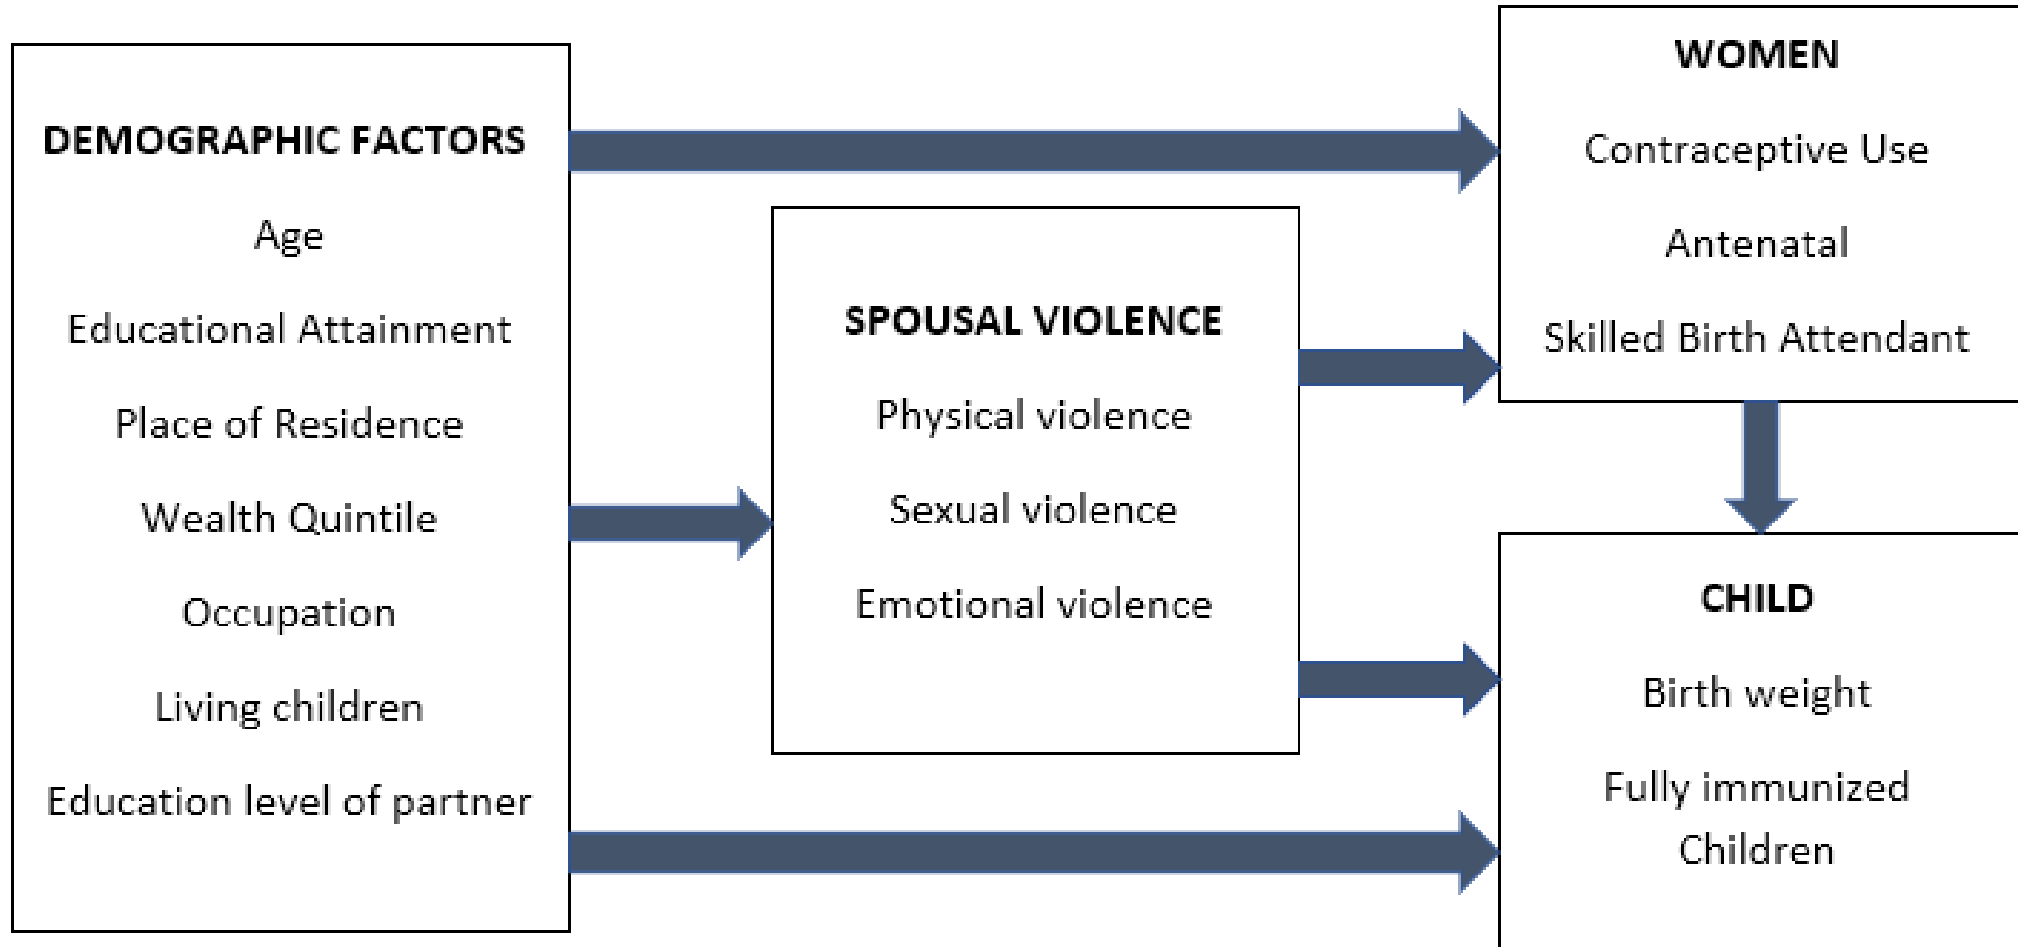 DEMOGRAPHIC FACTORS
Age
Educational Attainment
Place of Residence
Wealth Quintile
Occupation
Living children
Education level of partner
SPOUSAL VIOLENCE
Physical violence
Sexual violence
Emotional violence
WOMEN
Contraceptive Use
Antenatal
Skilled Birth Attendant
CHILD
Birth weight
Fully immunized
Children